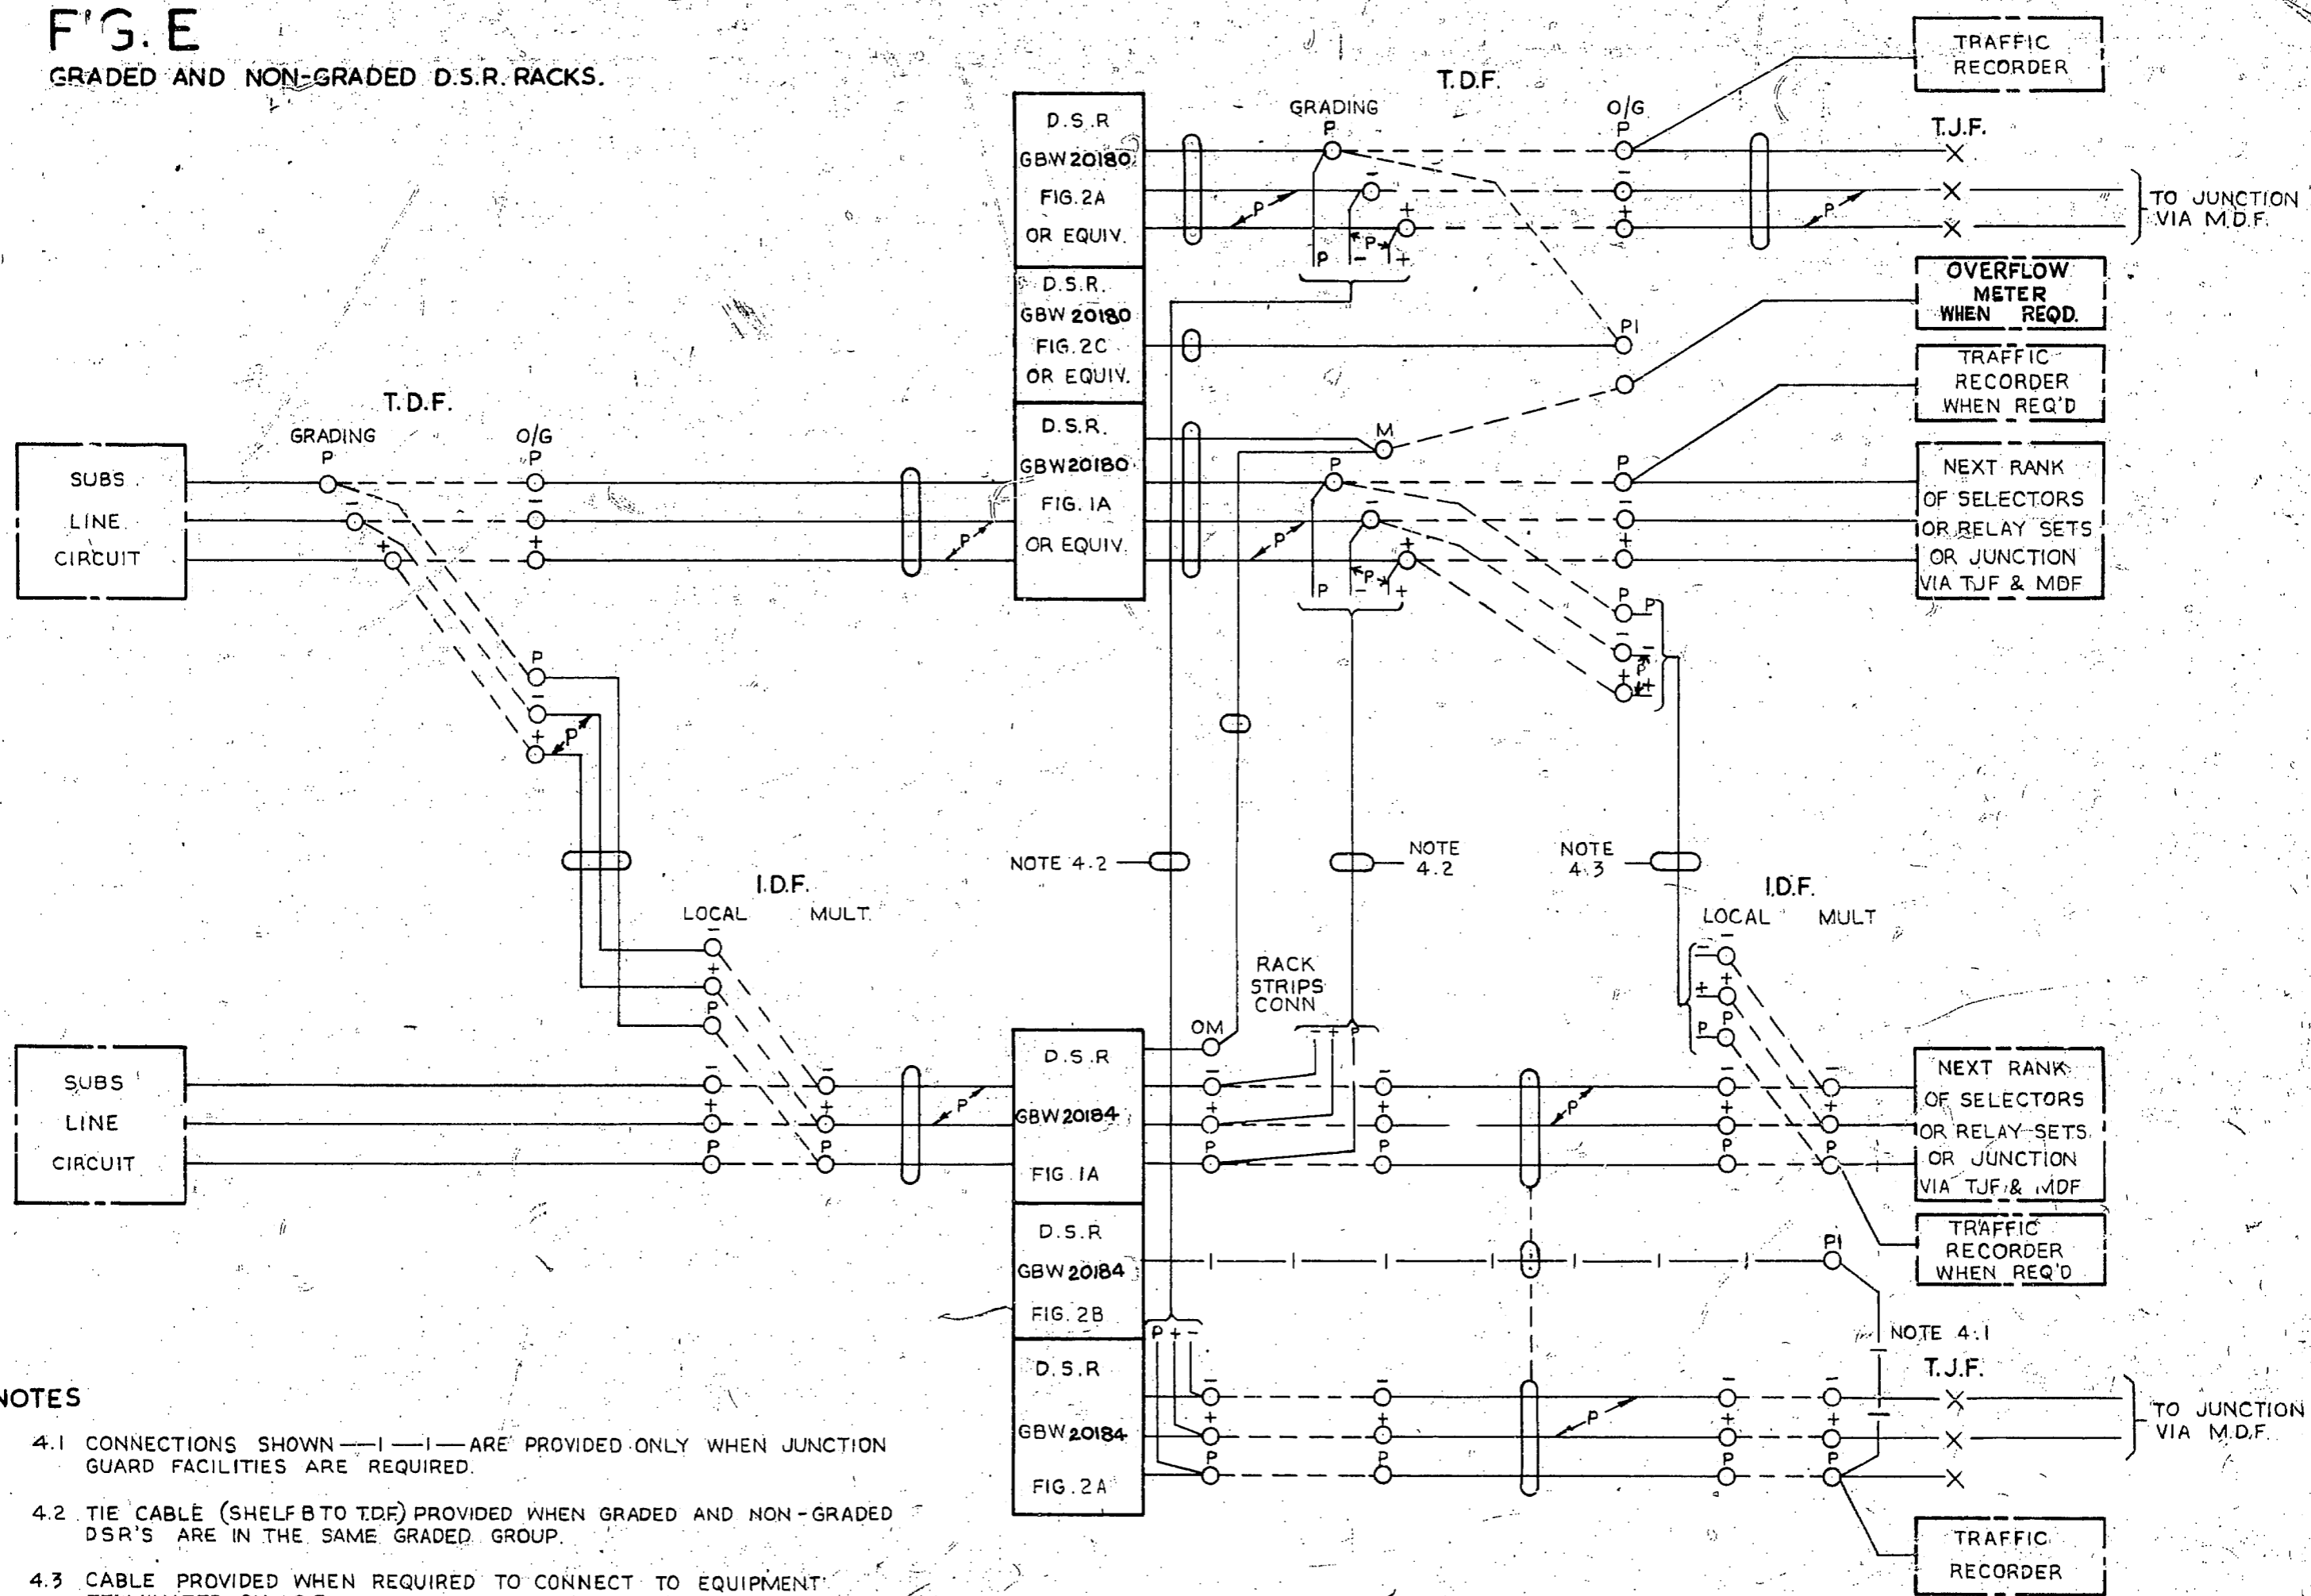 FIG. E
GRADED AND NON-GRADED D.S.R. RACKS.
T.D.F.
GRADING
O/G
P
P
-
-
+
+
P
P - +
P
P
TRAFFIC
RECORDER
T.J.F.
TO JUNCTION
VIA M.D.F.
D.S.R
GBW 20180
FIG. 2A
OR EQUIV.
D.S.R.
GBW 20180
FIG. 2C
OR EQUIV.
D.S.R.
GBW 20180
FIG. 1A
OR EQUIV.
PI
OVERFLOW
METER
WHEN REQD.
TRAFFIC
RECORDER
WHEN REQ'D
NEXT RANK
OF SELECTORS
OR RELAY SETS
OR JUNCTION
VIA TJF & MDF
T.D.F.
GRADING
O/G
P
P
-
-
+
+
P
SUBS
LINE
CIRCUIT
P
-
+
P
M
P
P
-
-
+
+
P
P
P - +
P P
- -
P
+ +
NOTE 4.2
NOTE
4.2
NOTE
4.3
I.D.F.
LOCAL MULT.
-
+
P
I.D.F.
LOCAL MULT
- -
+ +
P P
RACK
STRIPS
CONN
OM
- + P
SUBS
LINE
CIRCUIT
- -
+ +
P P
P
D.S.R
GBW 20184
FIG. 1A
D.S.R
GBW 20184
FIG. 2B
D.S.R
GBW 20184
FIG. 2A
- - - -
+ + + +
P P P P
P
NEXT RANK
OF SELECTORS
OR RELAY SETS
OR JUNCTION
VIA TJF & MDF
TRAFFIC
RECORDER
WHEN REQ'D
PI
NOTE 4.1
T.J.F.
P + -
- - - -
+ + + +
P P P P
P
TO JUNCTION
VIA M.D.F.
TRAFFIC
RECORDER
NOTES
4.1 CONNECTIONS SHOWN —I—I— ARE PROVIDED ONLY WHEN JUNCTION
GUARD FACILITIES ARE REQUIRED.
4.2 TIE CABLE (SHELF B TO T.D.F.) PROVIDED WHEN GRADED AND NON-GRADED
DSR'S ARE IN THE SAME GRADED GROUP.
4.3 CABLE PROVIDED WHEN REQUIRED TO CONNECT TO EQUIPMENT